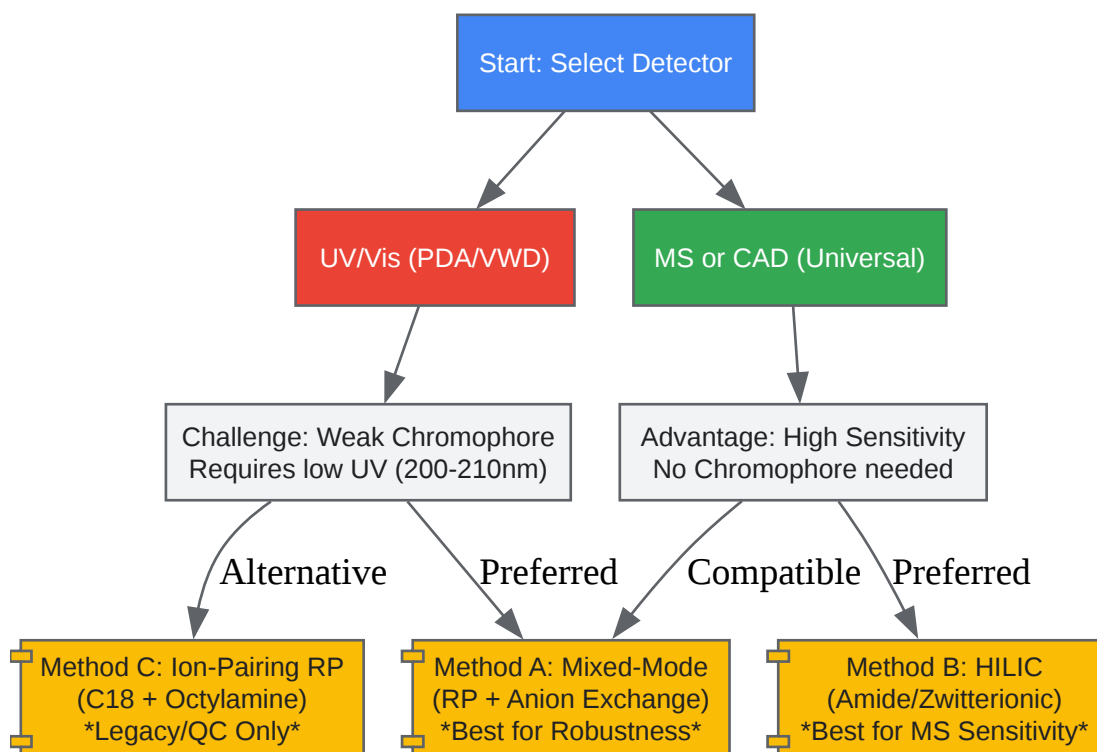 Start: Select Detector
UV/Vis (PDA/VWD)
MS or CAD (Universal)
Challenge: Weak Chromophore
Requires low UV (200-210nm)
Advantage: High Sensitivity
No Chromophore needed
Alternative
Preferred
Compatible
Preferred
Method C: Ion-Pairing RP
(C18 + Octylamine)
*Legacy/QC Only*
Method A: Mixed-Mode
(RP + Anion Exchange)
*Best for Robustness*
Method B: HILIC
(Amide/Zwitterionic)
*Best for MS Sensitivity*